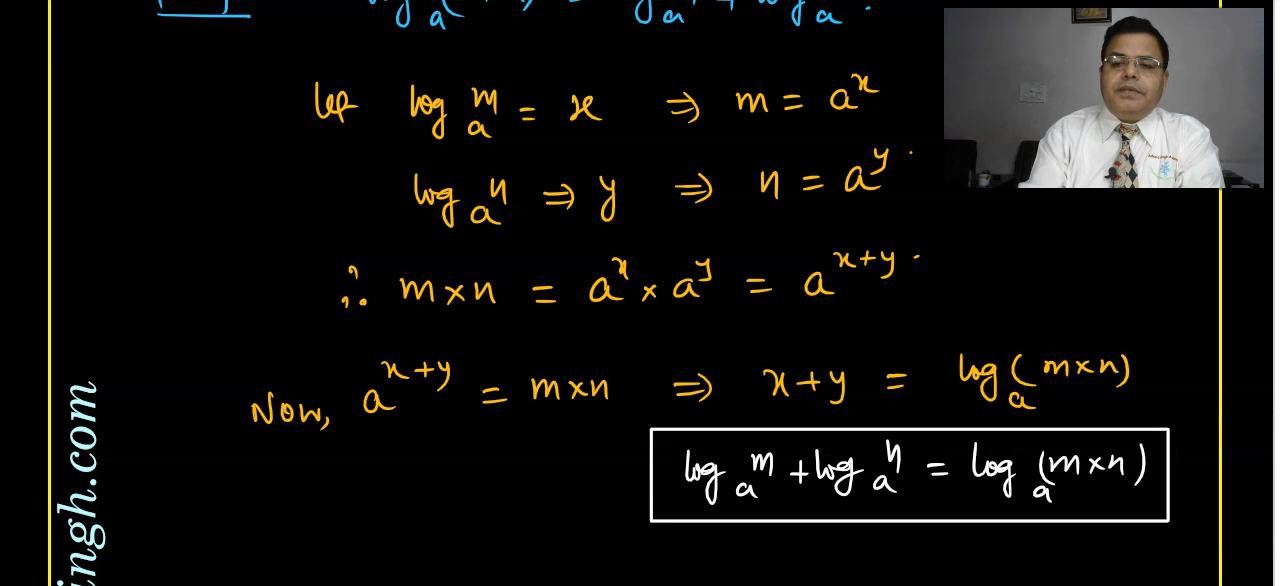 let log_a m = x ⇒ m = a^x
log_a n ⇒ y ⇒ n = a^y.
∴ m×n = a^x × a^y = a^(x+y).
Now, a^(x+y) = m×n ⇒ x+y = log_a (m×n)
log_a m + log_a n = log_a (m×n)
ingh.com